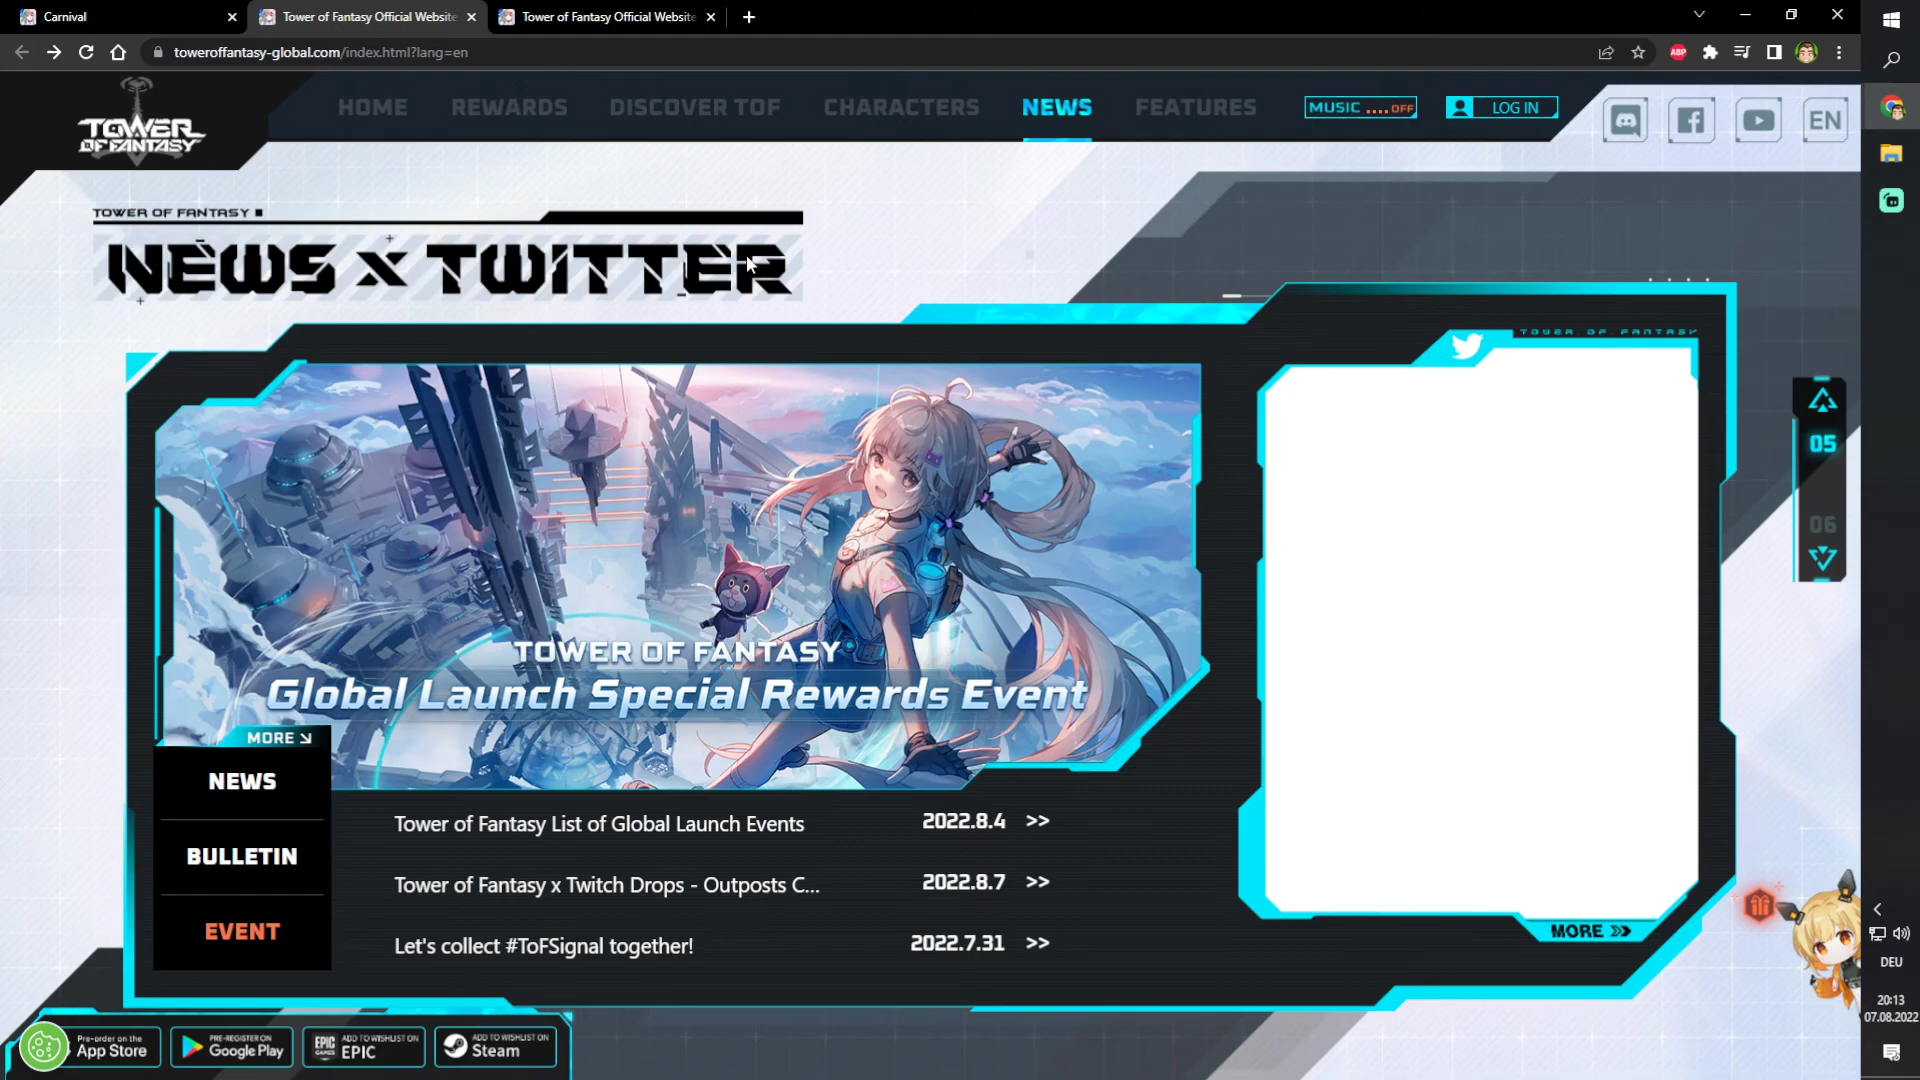 Carnival
Tower of Fantasy Official Website
Tower of Fantasy Official Website
toweroffantasy-global.com/index.html?lang=en
ABP
TOWER OF FANTASY
HOME
REWARDS
DISCOVER TOF
CHARACTERS
NEWS
FEATURES
MUSIC ....OFF
LOG IN
EN
TOWER OF FANTASY
NEWS X TWITTER
TOWER OF FANTASY
05
06
TOWER OF FANTASY
Global Launch Special Rewards Event
MORE
NEWS
BULLETIN
EVENT
Tower of Fantasy List of Global Launch Events 2022.8.4 >>
Tower of Fantasy x Twitch Drops - Outposts C... 2022.8.7 >>
Let's collect #ToFSignal together! 2022.7.31 >>
MORE
Pre-order on the
App Store
PRE-REGISTER ON
Google Play
EPIC GAMES
ADD TO WISHLIST ON
EPIC
ADD TO WISHLIST ON
Steam
DEU
20:13
07.08.2022